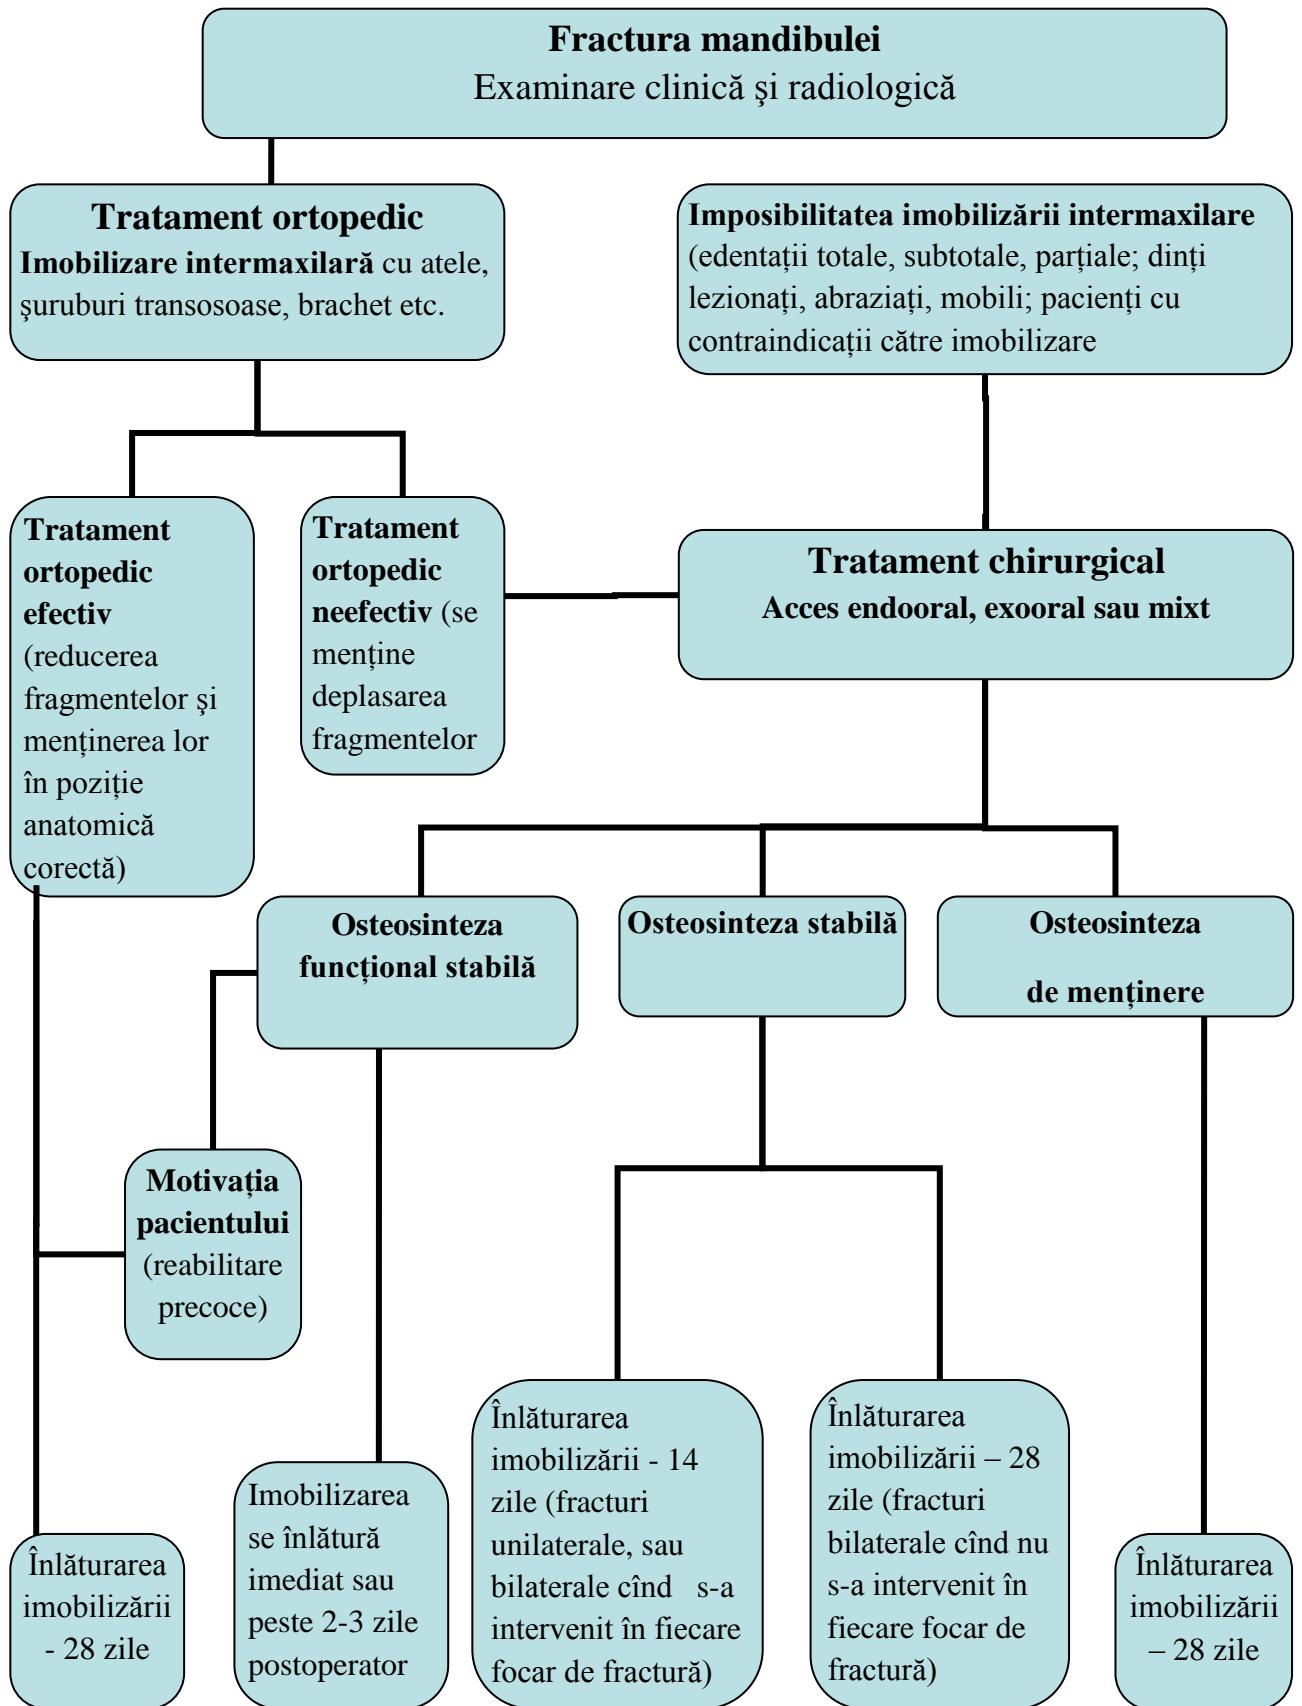 Fractura mandibulei
Examinare clinică şi radiologică
Tratament ortopedic
Imobilizare intermaxilară cu atele,
şuruburi transosoase, brachet etc.
Imposibilitatea imobilizării intermaxilare
(edentații totale, subtotale, parțiale; dinți
lezionați, abraziați, mobili; pacienți cu
contraindicații către imobilizare
Tratament
ortopedic
efectiv
(reducerea
fragmentelor şi
menținerea lor
în poziție
anatomică
corectă)
Tratament
ortopedic
neefectiv (se
menține
deplasarea
fragmentelor
Tratament chirurgical
Acces endooral, exooral sau mixt
Osteosinteza
funcțional stabilă
Osteosinteza stabilă
Osteosinteza
de menținere
Motivația
pacientului
(reabilitare
precoce)
Înlăturarea
imobilizării
- 28 zile
Imobilizarea
se înlătură
imediat sau
peste 2-3 zile
postoperator
Înlăturarea
imobilizării - 14
zile (fracturi
unilaterale, sau
bilaterale cînd s-a
intervenit în fiecare
focar de fractură)
Înlăturarea
imobilizării – 28
zile (fracturi
bilaterale cînd nu
s-a intervenit în
fiecare focar de
fractură)
Înlăturarea
imobilizării
– 28 zile